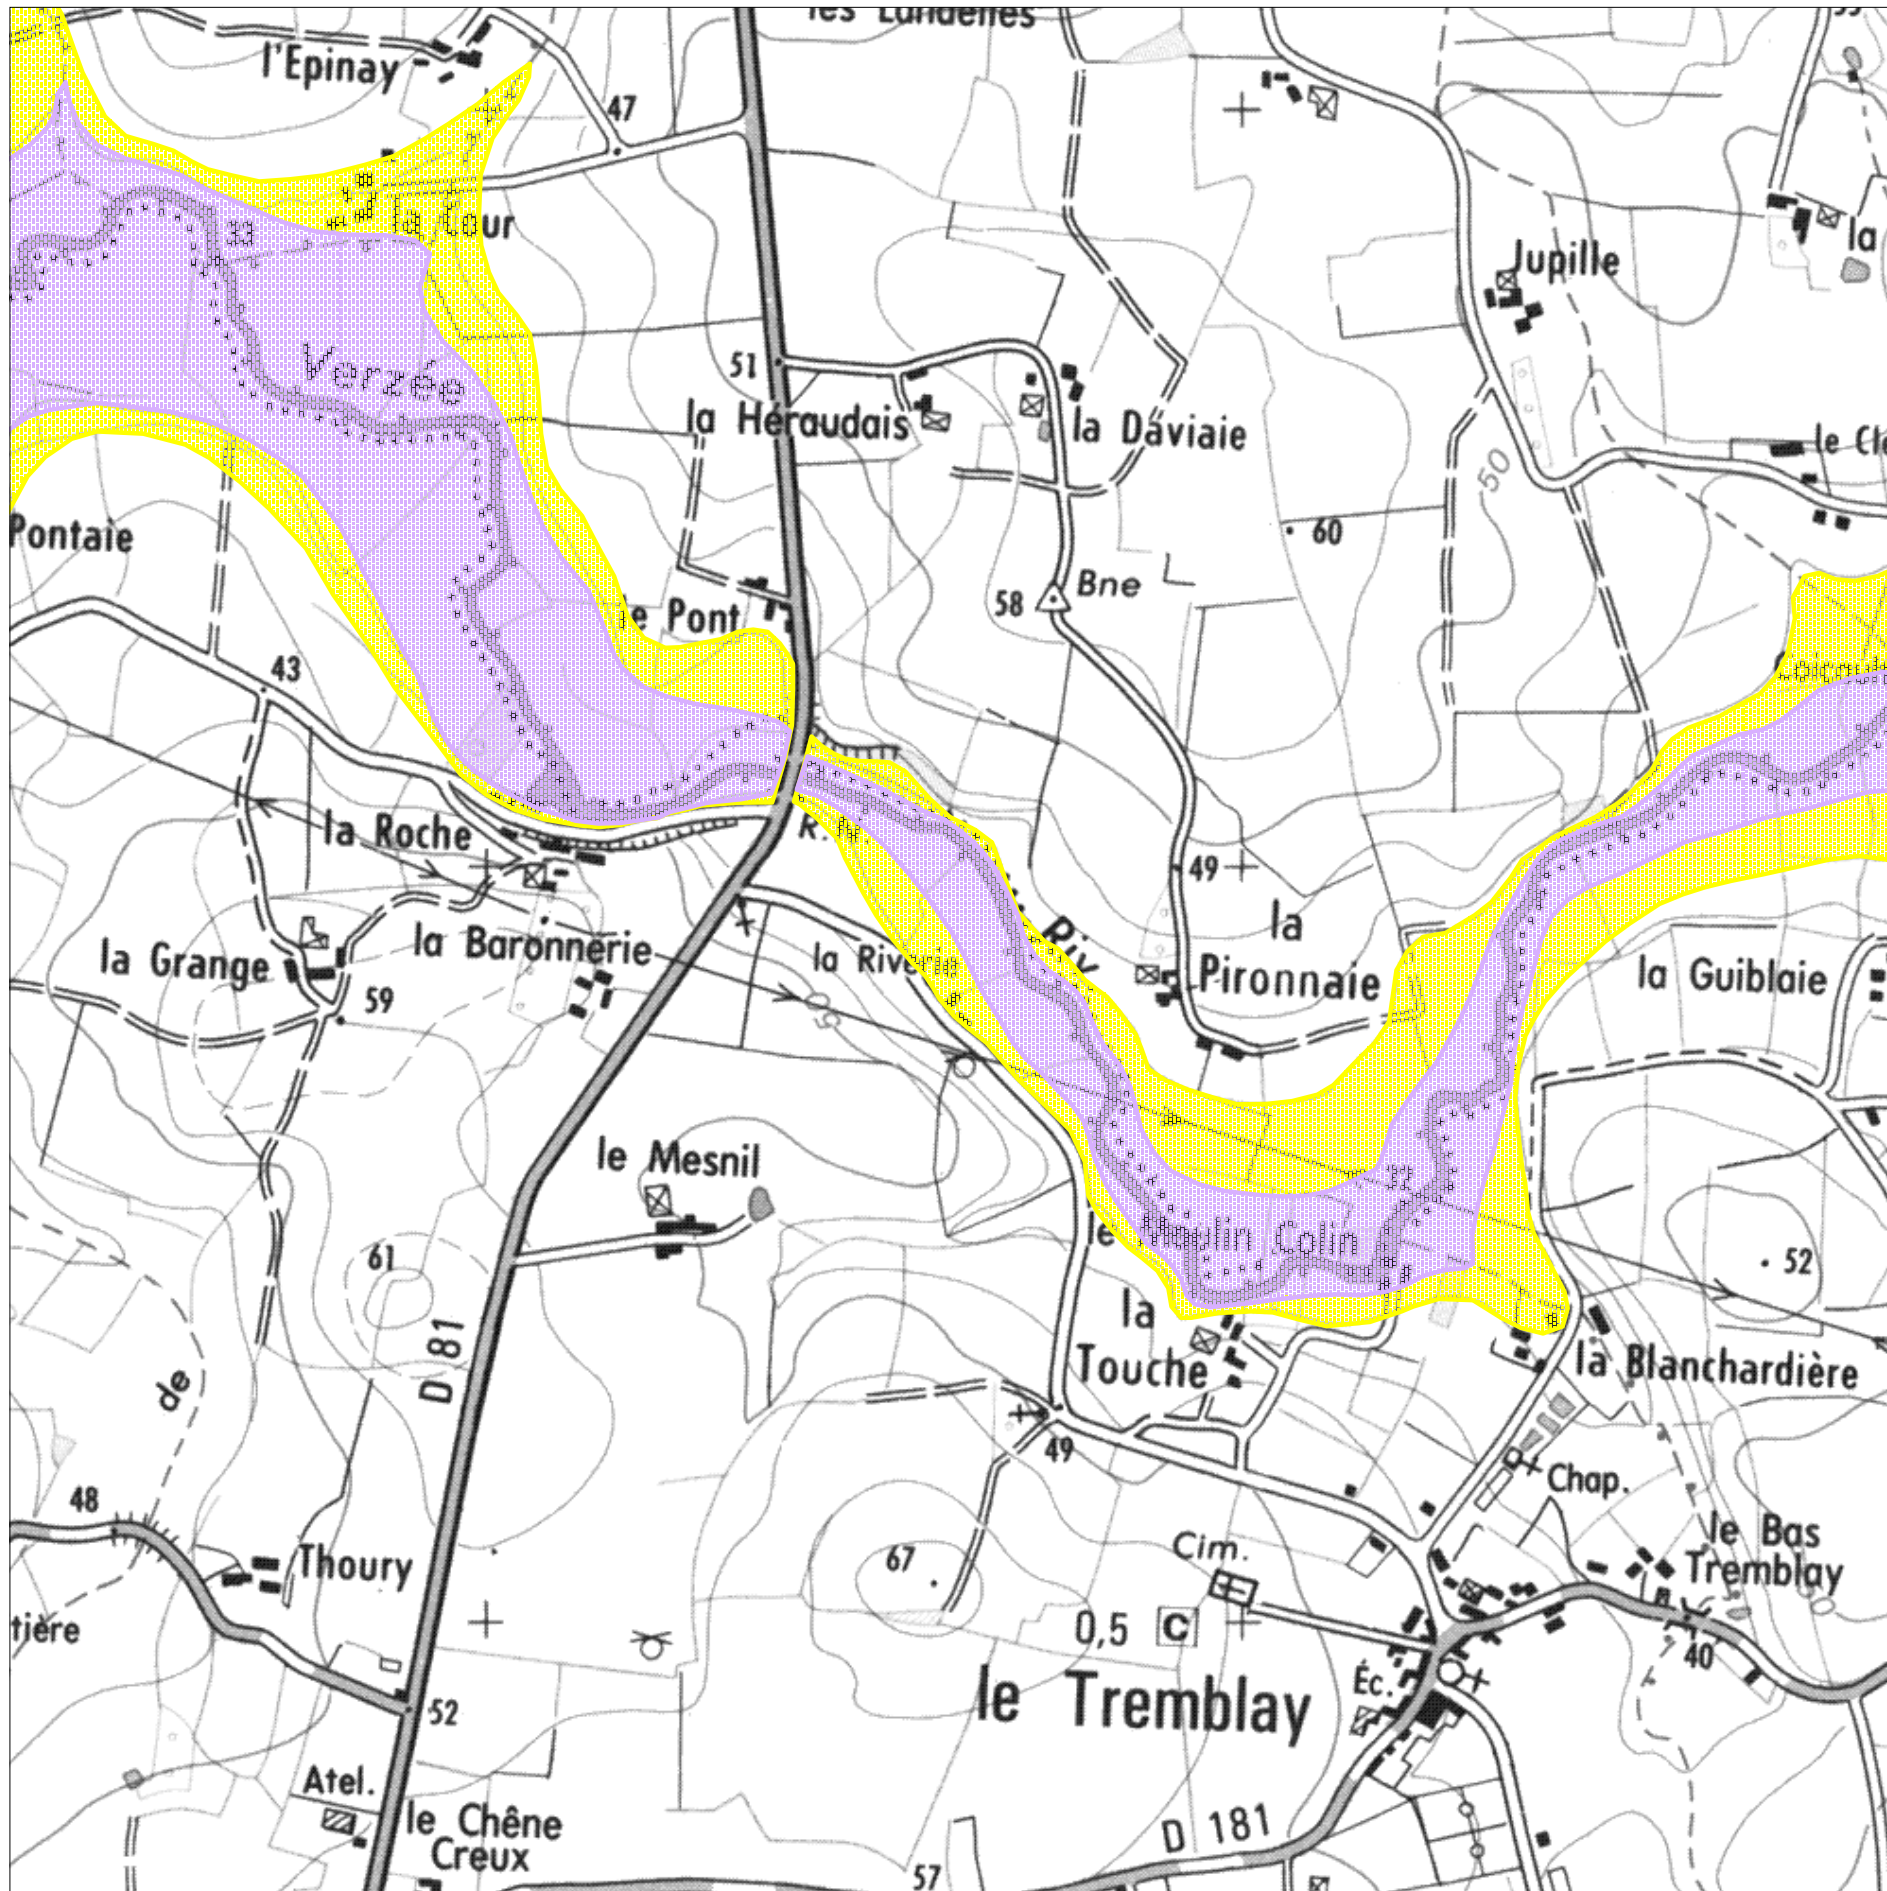 les Landelles
l'Epinay
47
la Cour
33
Jupille
la
Verzée
51
la Héraudais
la Daviaie
le Cl
50
Pontaie
60
Bne
58
le Pont
43
la Roche
R.
49
la
Pironnaie
Riv
la Baronnerie
la Rive
la Grange
59
50
la Guiblaie
le Mesnil
32
le Moulin Colin
61
52
D 81
la
Touche
la Blanchardière
de
49
Chap.
48
Thoury
67
Cim.
le Bas
Tremblay
0,5 C
tière
40
Éc.
le Tremblay
52
Atel.
le Chêne
Creux
D 181
57